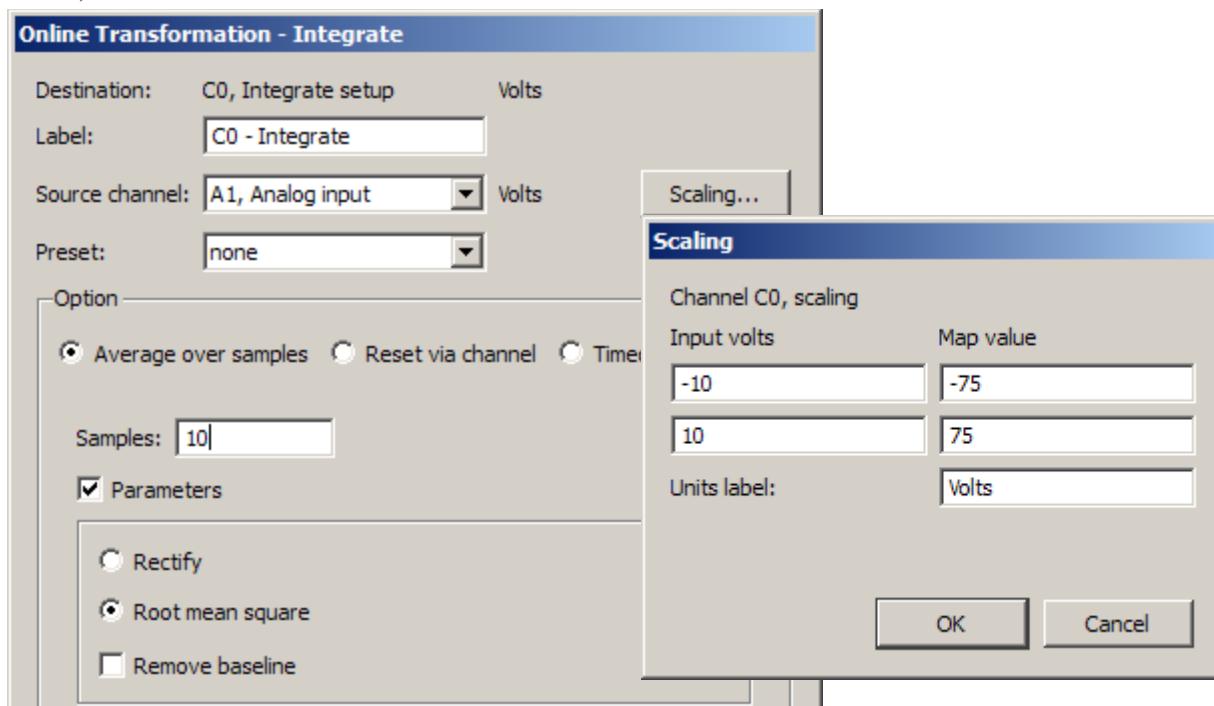 Online Transformation - Integrate
Destination: C0, Integrate setup Volts
Label: C0 - Integrate
Source channel: A1, Analog input Volts Scaling...
Preset: none
Option
Average over samples Reset via channel
Samples: 10
Parameters
Rectify
Root mean square
Remove baseline
Scaling
Channel C0, scaling
Input volts Map value
-10 -75
10 75
Units label: Volts
OK Cancel